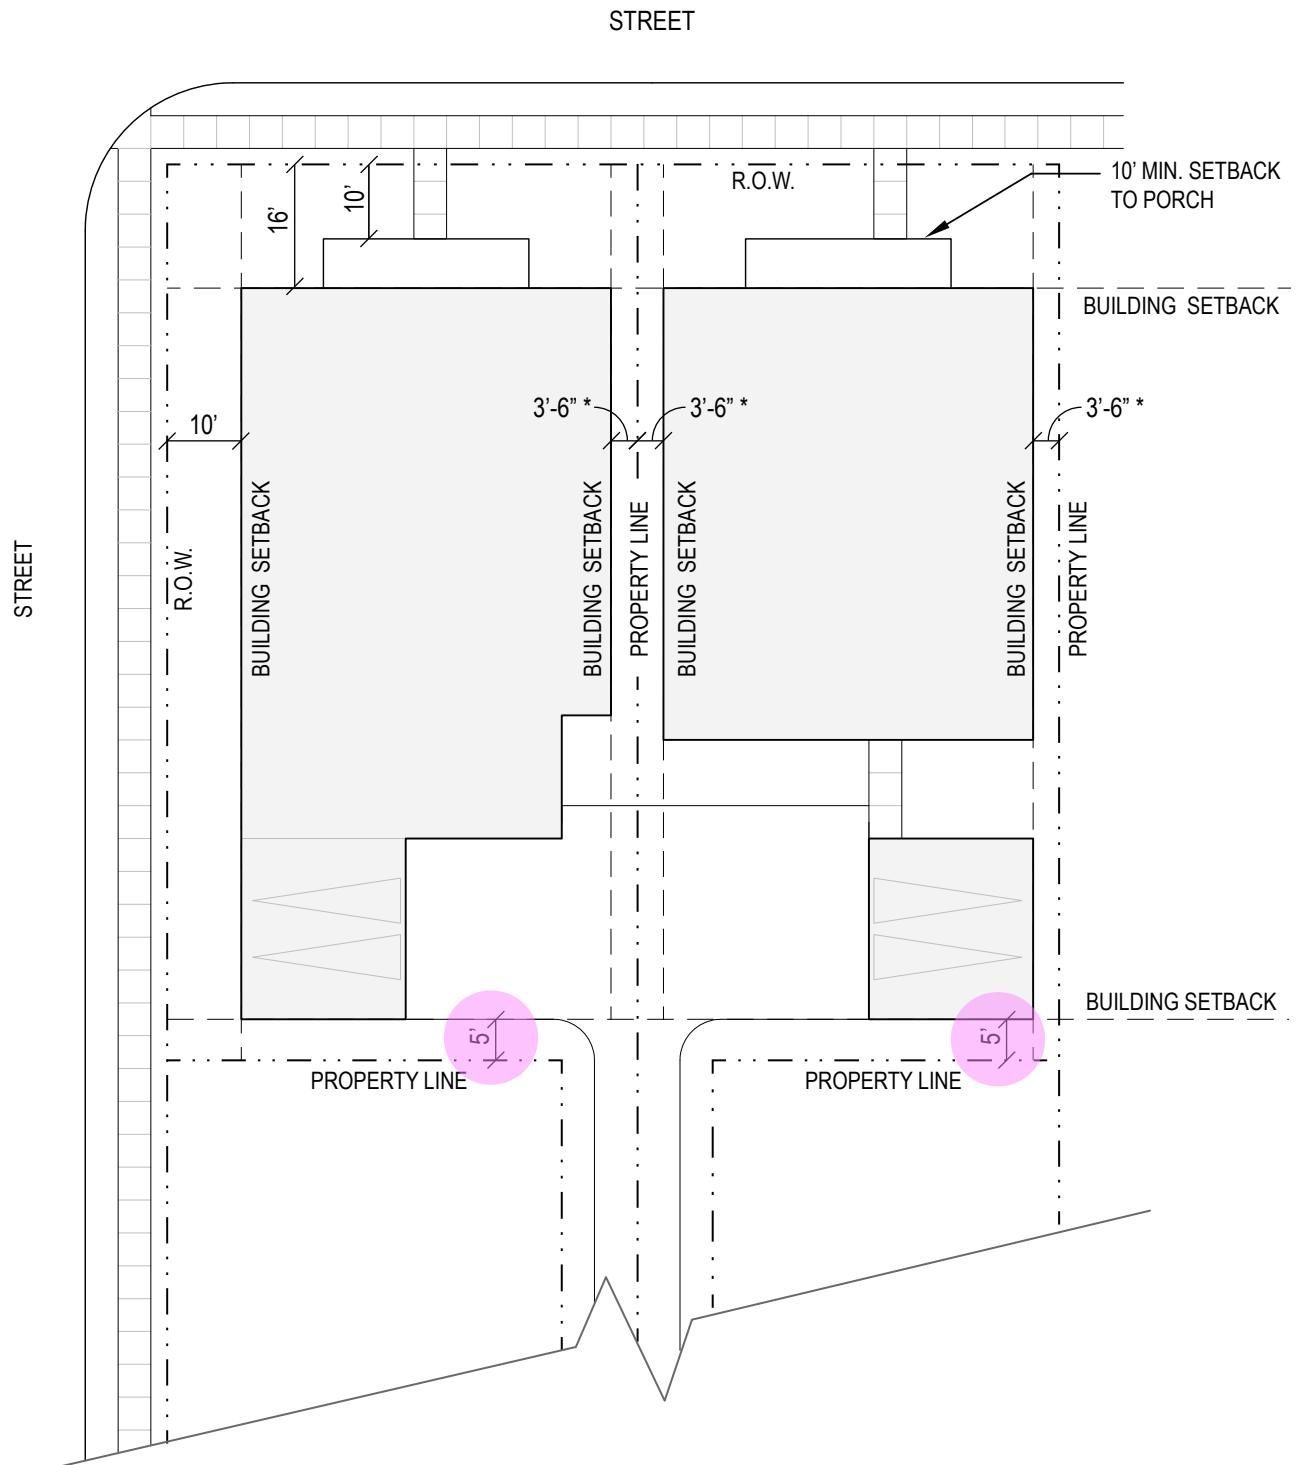 STREET
10' MIN. SETBACK
TO PORCH
R.O.W.
10'
16'
BUILDING SETBACK
3'-6” *
3'-6” *
3'-6” *
10'
BUILDING SETBACK
BUILDING SETBACK
PROPERTY LINE
BUILDING SETBACK
BUILDING SETBACK
PROPERTY LINE
R.O.W.
STREET
BUILDING SETBACK
5'
5'
PROPERTY LINE
PROPERTY LINE